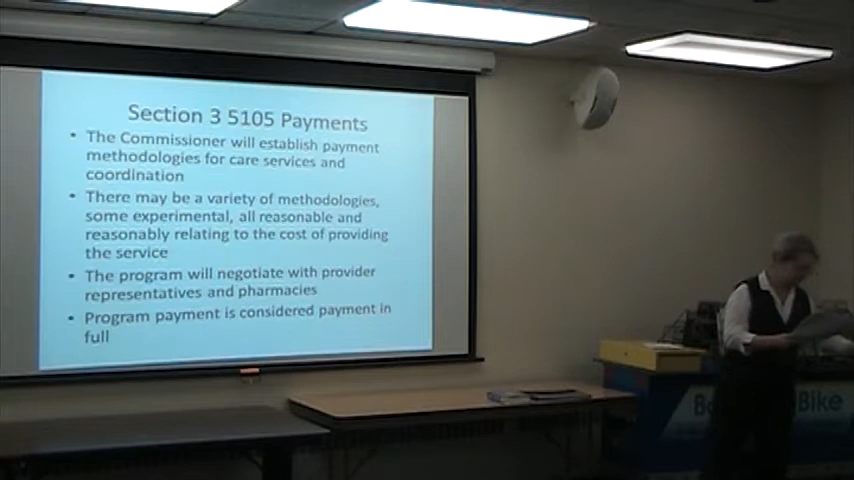 Section 3 5105 Payments
• The Commissioner will establish payment
methodologies for care services and
coordination
• There may be a variety of methodologies,
some experimental, all reasonable and
reasonably relating to the cost of providing
the service
• The program will negotiate with provider
representatives and pharmacies
• Program payment is considered payment in
full
Bike